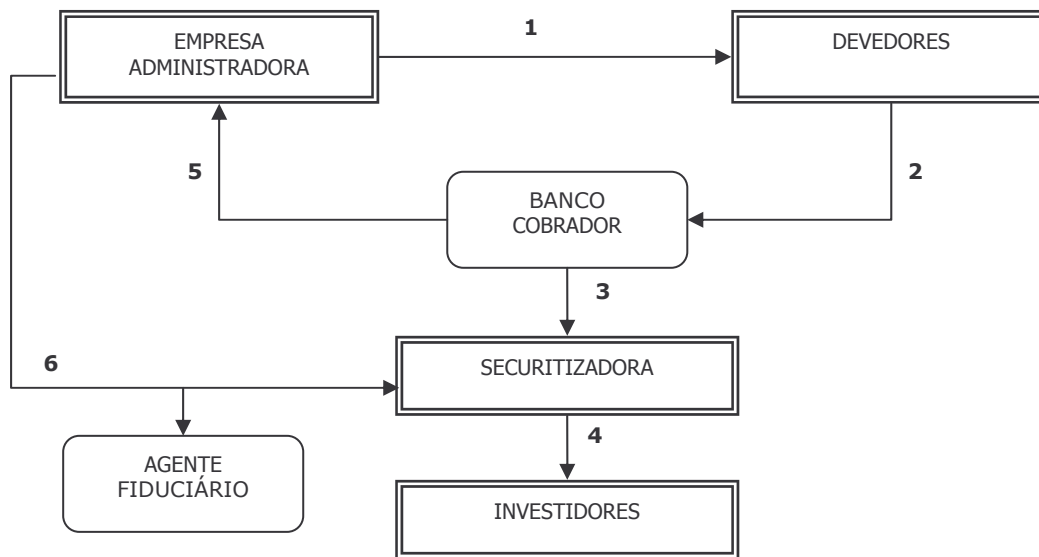 EMPRESA
ADMINISTRADORA
1
DEVEDORES
5
BANCO
COBRADOR
2
3
6
SECURITIZADORA
4
AGENTE
FIDUCIÁRIO
INVESTIDORES